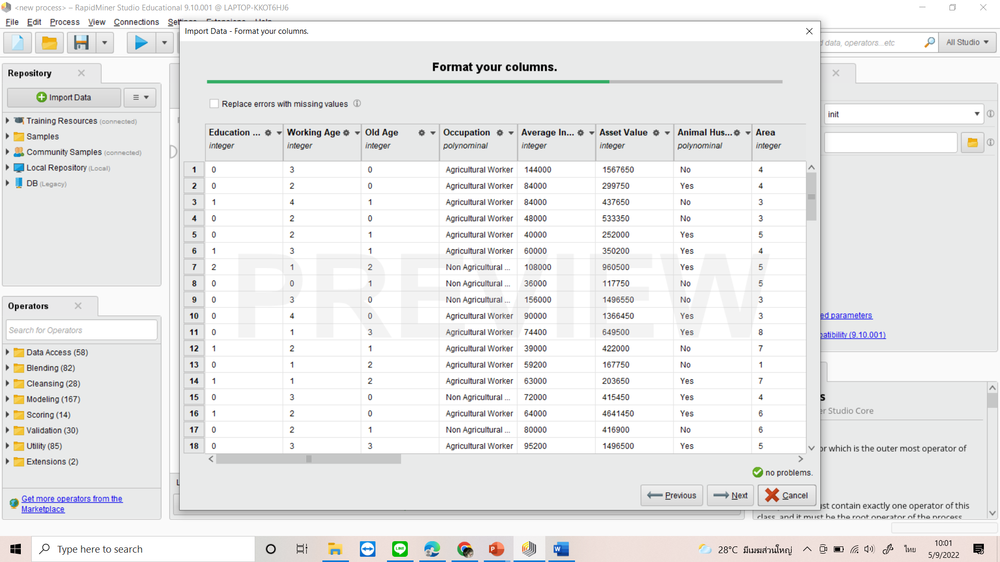 <new process> – RapidMiner Studio Educational 9.10.001 @ LAPTOP-KKOT6HJ6
File Edit Process View Connections
Import Data - Format your columns.
data, operators...etc
All Studio
Format your columns.
Repository
Import Data
Replace errors with missing values
init
Training Resources (connected)
Samples
Community Samples (connected)
Local Repository (Local)
DB (Legacy)
Education ... Working Age Old Age Occupation Average In... Asset Value Animal Hus... Area
integer integer integer polynominal integer integer polynominal integer
1 0 3 0 Agricultural Worker 144000 1567650 No 4
2 0 2 0 Agricultural Worker 84000 299750 Yes 4
3 1 4 1 Agricultural Worker 84000 437650 No 3
4 0 2 0 Agricultural Worker 48000 533350 No 3
5 0 2 1 Agricultural Worker 40000 252000 Yes 5
6 1 3 1 Agricultural Worker 60000 350200 Yes 4
7 2 1 2 Non Agricultural ... 108000 960500 Yes 5
8 0 0 1 Non Agricultural ... 36000 117750 No 5
9 0 3 0 Non Agricultural ... 156000 1496550 No 3
10 0 4 0 Agricultural Worker 90000 1366450 Yes 3
11 0 1 3 Agricultural Worker 74400 649500 Yes 8
12 1 2 1 Agricultural Worker 39000 422000 No 7
13 0 1 2 Agricultural Worker 59200 167750 No 1
14 1 1 2 Agricultural Worker 63000 203650 Yes 7
15 0 3 0 Non Agricultural ... 72000 415450 Yes 4
16 1 2 0 Agricultural Worker 64000 4641450 Yes 6
17 0 2 1 Non Agricultural ... 80000 416900 No 6
18 0 3 3 Agricultural Worker 95200 1496500 Yes 5
PREVIEW
no problems.
Previous Next Cancel
Operators
Search for Operators
Data Access (58)
Blending (82)
Cleansing (28)
Modeling (167)
Scoring (14)
Validation (30)
Utility (85)
Extensions (2)
Get more operators from the
Marketplace
parameters
(9.10.001)
Studio Core
which is the outer most operator of
contain exactly one operator of this
class, and it must be the root operator of the process
Type here to search
28°C มีเมฆส่วนใหญ่
ไทย
10:01
5/9/2022